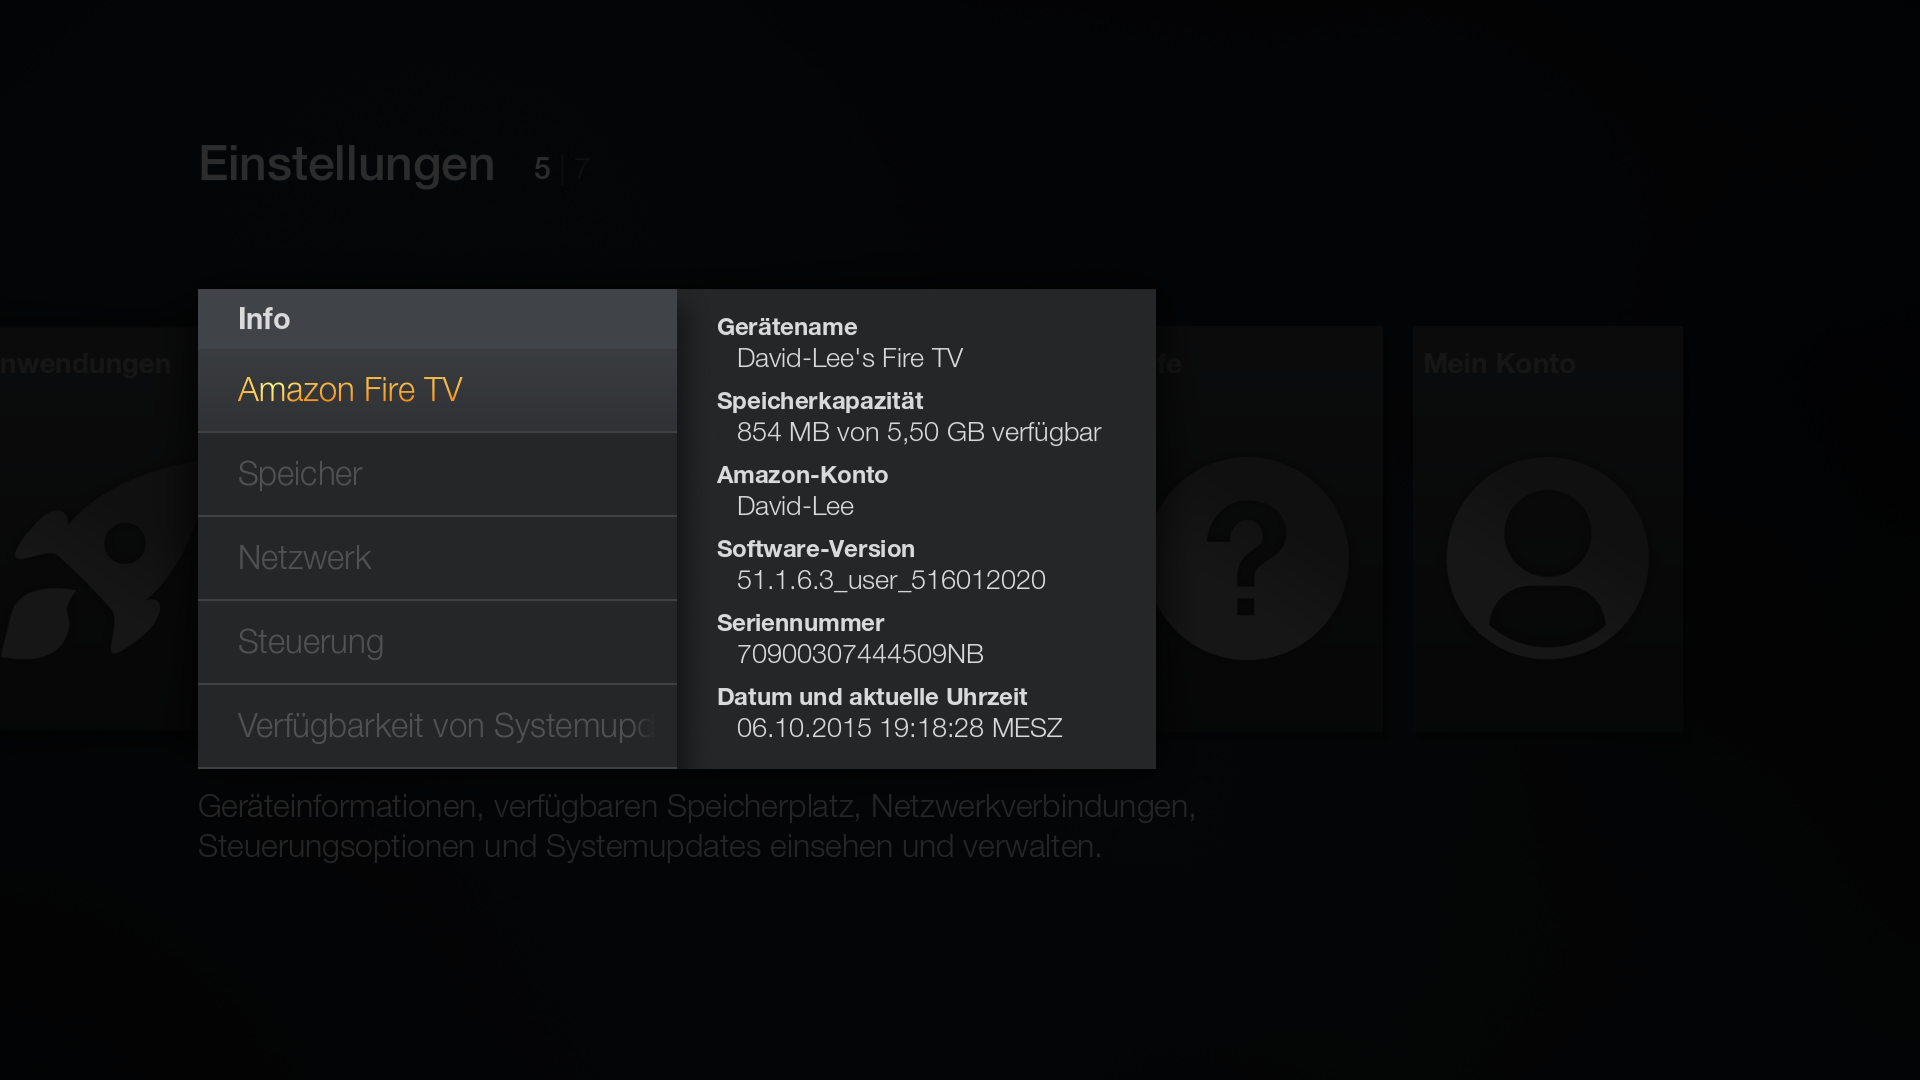 Einstellungen 5 | 7
nwendungen
Info
Amazon Fire TV
Speicher
Netzwerk
Steuerung
Verfügbarkeit von Systemupd
Gerätename
David-Lee's Fire TV
Speicherkapazität
854 MB von 5,50 GB verfügbar
Amazon-Konto
David-Lee
Software-Version
51.1.6.3_user_516012020
Seriennummer
70900307444509NB
Datum und aktuelle Uhrzeit
06.10.2015 19:18:28 MESZ
fe
?
Mein Konto
Geräteinformationen, verfügbaren Speicherplatz, Netzwerkverbindungen,
Steuerungsoptionen und Systemupdates einsehen und verwalten.